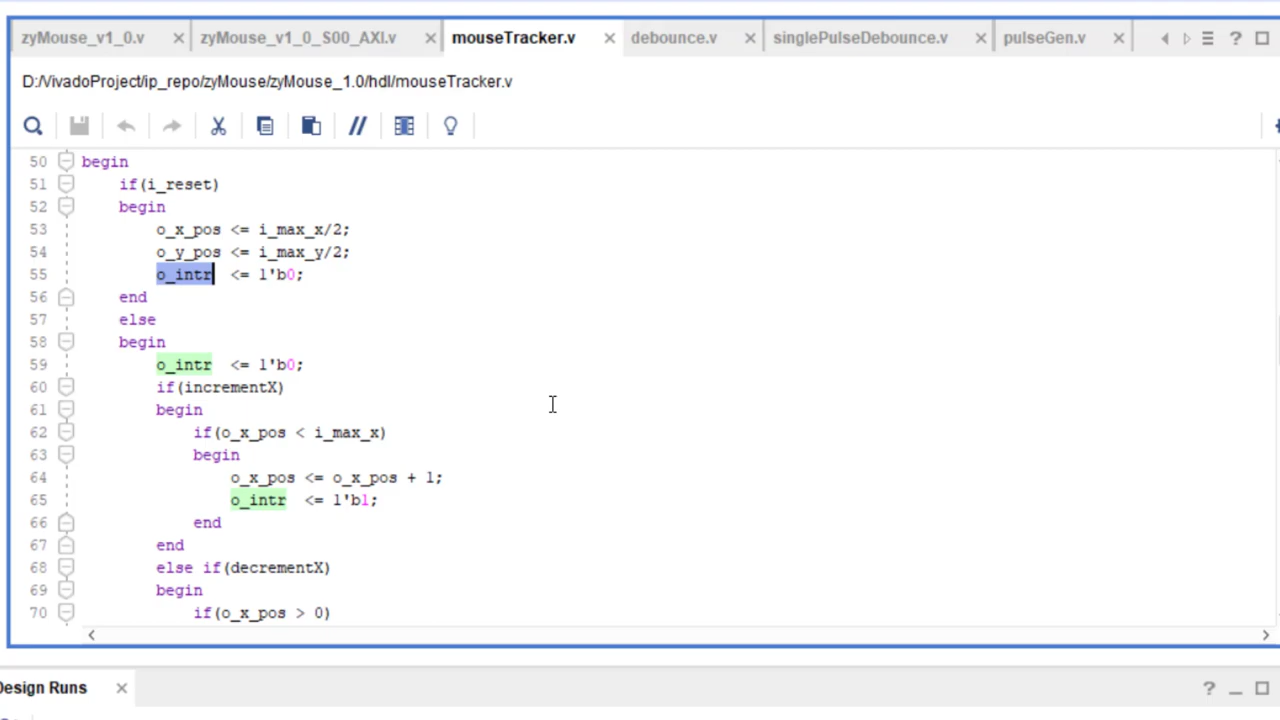 zyMouse_v1_0.v zyMouse_v1_0_S00_AXI.v mouseTracker.v debounce.v singlePulseDebounce.v pulseGen.v
D:/VivadoProject/ip_repo/zyMouse/zyMouse_1.0/hdl/mouseTracker.v
50 begin
51 if(i_reset)
52 begin
53 o_x_pos <= i_max_x/2;
54 o_y_pos <= i_max_y/2;
55 o_intr <= 1'b0;
56 end
57 else
58 begin
59 o_intr <= 1'b0;
60 if(incrementX)
61 begin
62 if(o_x_pos < i_max_x)
63 begin
64 o_x_pos <= o_x_pos + 1;
65 o_intr <= 1'b1;
66 end
67 end
68 else if(decrementX)
69 begin
70 if(o_x_pos > 0)
Design Runs